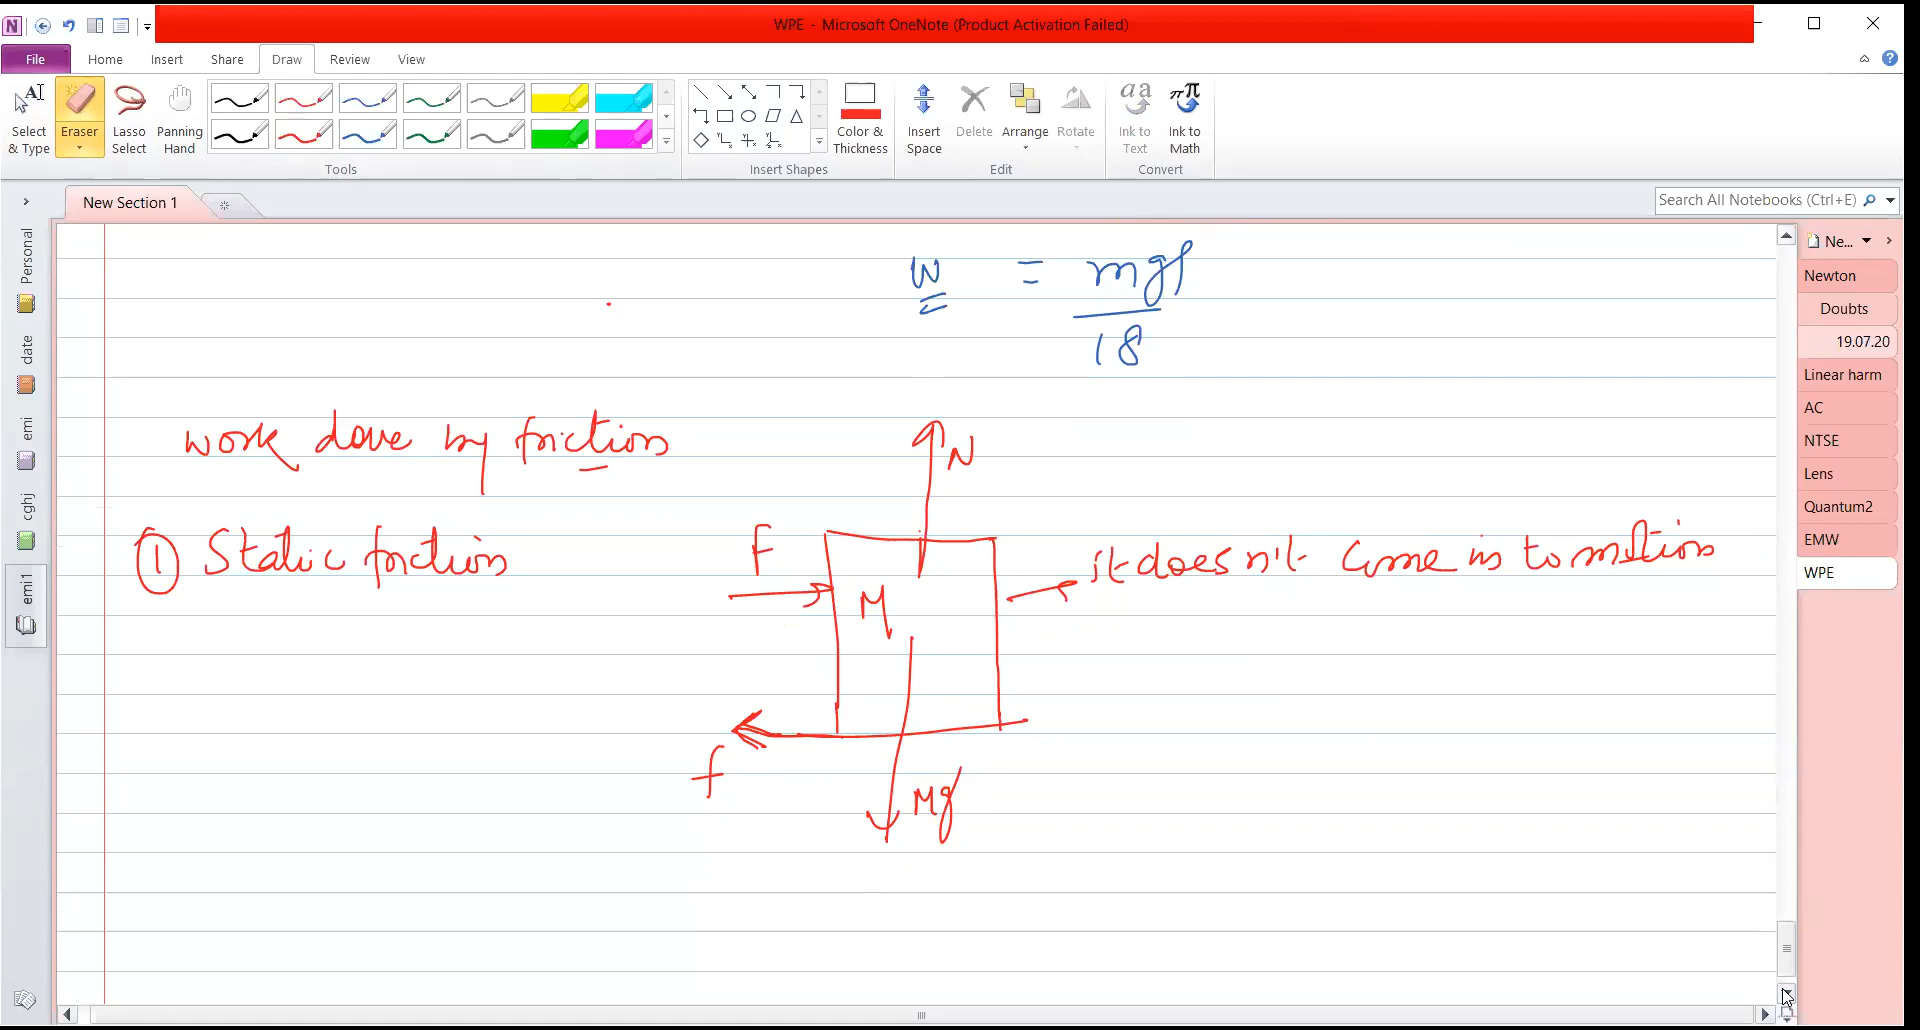 WPE - Microsoft OneNote (Product Activation Failed)
File Home Insert Share Draw Review View
Select & Type
Eraser
Lasso Select
Panning Hand
Color & Thickness
Insert Space
Delete
Arrange
Rotate
Ink to Text
Ink to Math
Tools
Insert Shapes
Edit
Convert
New Section 1
Search All Notebooks (Ctrl+E)
Personal
date
emi
cghj
emi1
Ne...
Newton
Doubts
19.07.20
Linear harm
AC
NTSE
Lens
Quantum2
EMW
WPE
W = mgl
18
work done by friction
N
① Static friction
F
M
it doesn't come in to motion
f
Mg